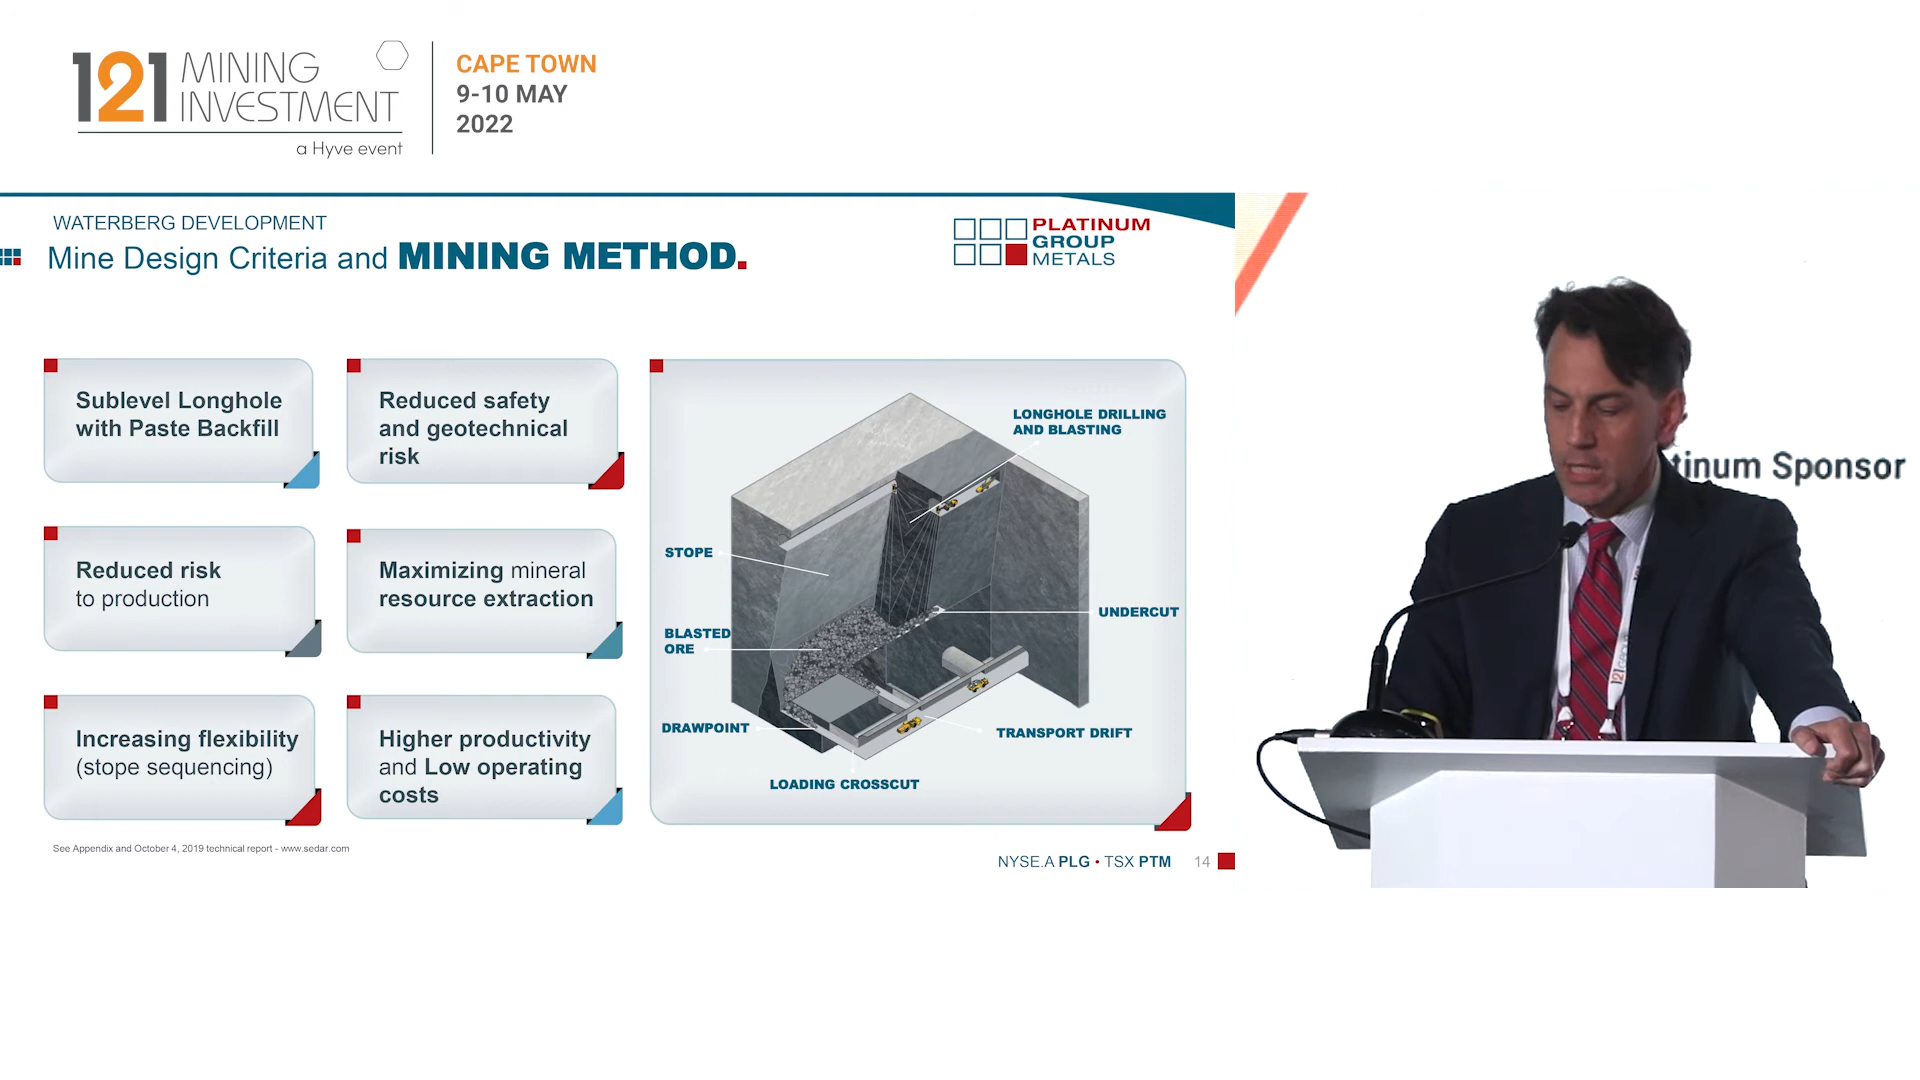 121 MINING
INVESTMENT
a Hyve event
CAPE TOWN
9-10 MAY
2022
WATERBERG DEVELOPMENT
Mine Design Criteria and MINING METHOD.
PLATINUM
GROUP
METALS
Sublevel Longhole
with Paste Backfill
Reduced safety
and geotechnical
risk
Reduced risk
to production
Maximizing mineral
resource extraction
Increasing flexibility
(stope sequencing)
Higher productivity
and Low operating
costs
LONGHOLE DRILLING
AND BLASTING
STOPE
UNDERCUT
BLASTED
ORE
DRAWPOINT
TRANSPORT DRIFT
LOADING CROSSCUT
See Appendix and October 4, 2019 technical report - www.sedar.com
NYSE.A PLG • TSX PTM 14
tinum Sponsor
121